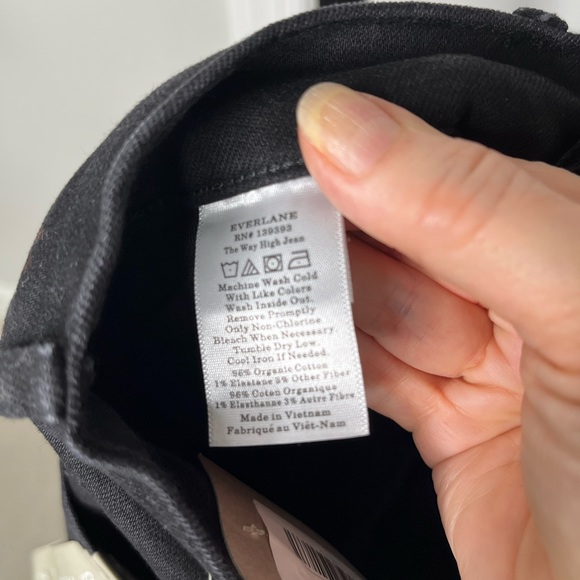 EVERLANE
RN# 139393
The Way High Jean
Machine Wash Cold
With Like Colors
Wash Inside Out.
Remove Promptly
Only Non-Chlorine
Bleach When Necessary.
Tumble Dry Low.
Cool Iron If Needed.
96% Organic Cotton
1% Elastane 3% Other Fiber
96% Coton Organique
1% Elasthanne 3% Autre Fibre
Made in Vietnam
Fabriqué au Viêt-Nam